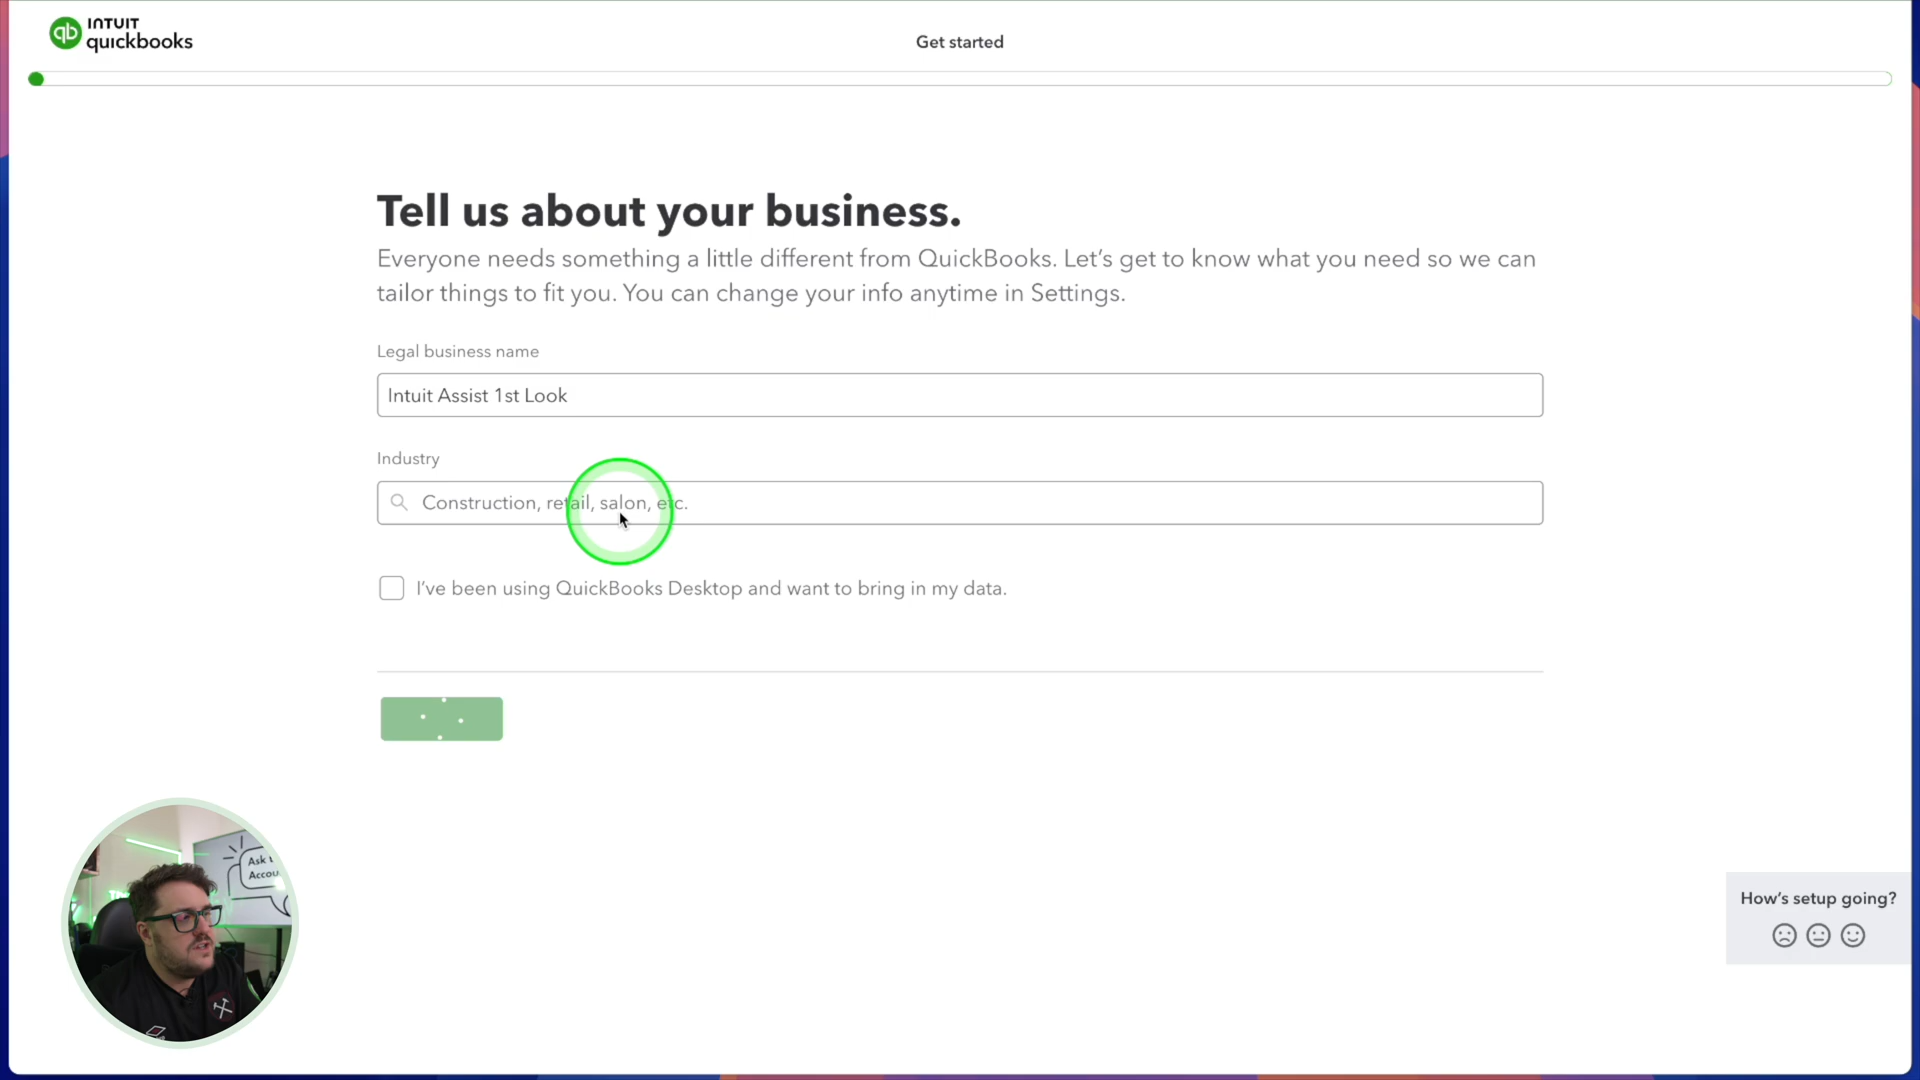 INTUIT
quickbooks
Get started
Tell us about your business.
Everyone needs something a little different from QuickBooks. Let's get to know what you need so we can
tailor things to fit you. You can change your info anytime in Settings.
Legal business name
Intuit Assist 1st Look
Industry
Construction, retail, salon, etc.
I've been using QuickBooks Desktop and want to bring in my data.
How's setup going?
Ask
Accou